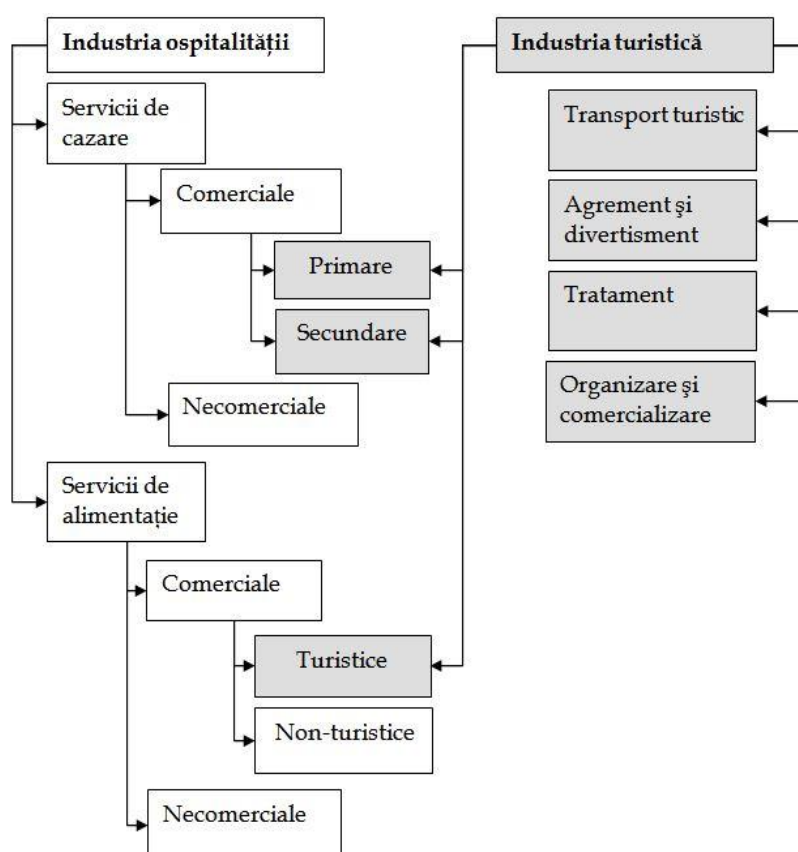 Industria ospitalității
Industria turistică
Servicii de
cazare
Transport turistic
Comerciale
Agrement şi
divertisment
Primare
Tratament
Secundare
Organizare şi
comercializare
Necomerciale
Servicii de
alimentație
Comerciale
Turistice
Non-turistice
Necomerciale